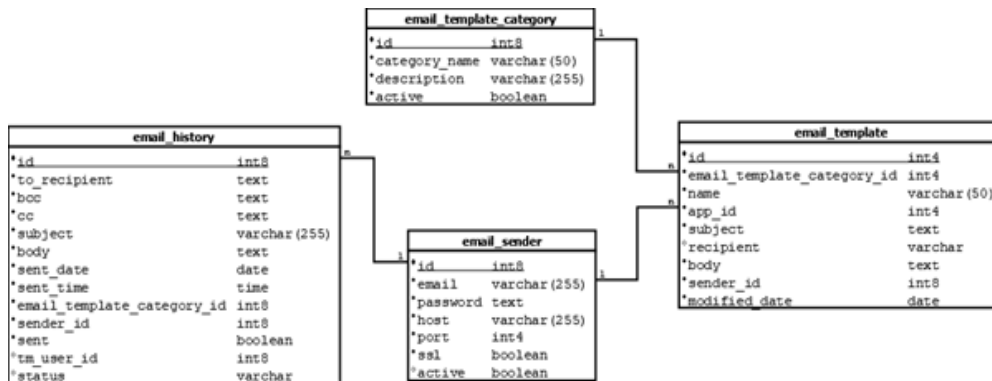 email_template_category
id int8
category_name varchar(50)
description varchar(255)
active boolean
1
email_history
id int8
to_recipient text
bcc text
cc text
subject varchar(255)
body text
sent_date date
sent_time time
email_template_category_id int8
sender_id int8
sent boolean
tm_user_id int8
status varchar
n
1
email_sender
id int8
email varchar(255)
password text
host varchar(255)
port int4
ssl boolean
active boolean
1
n
n
email_template
id int4
email_template_category_id int4
name varchar(50)
app_id int4
subject text
recipient varchar
body text
sender_id int8
modified_date date